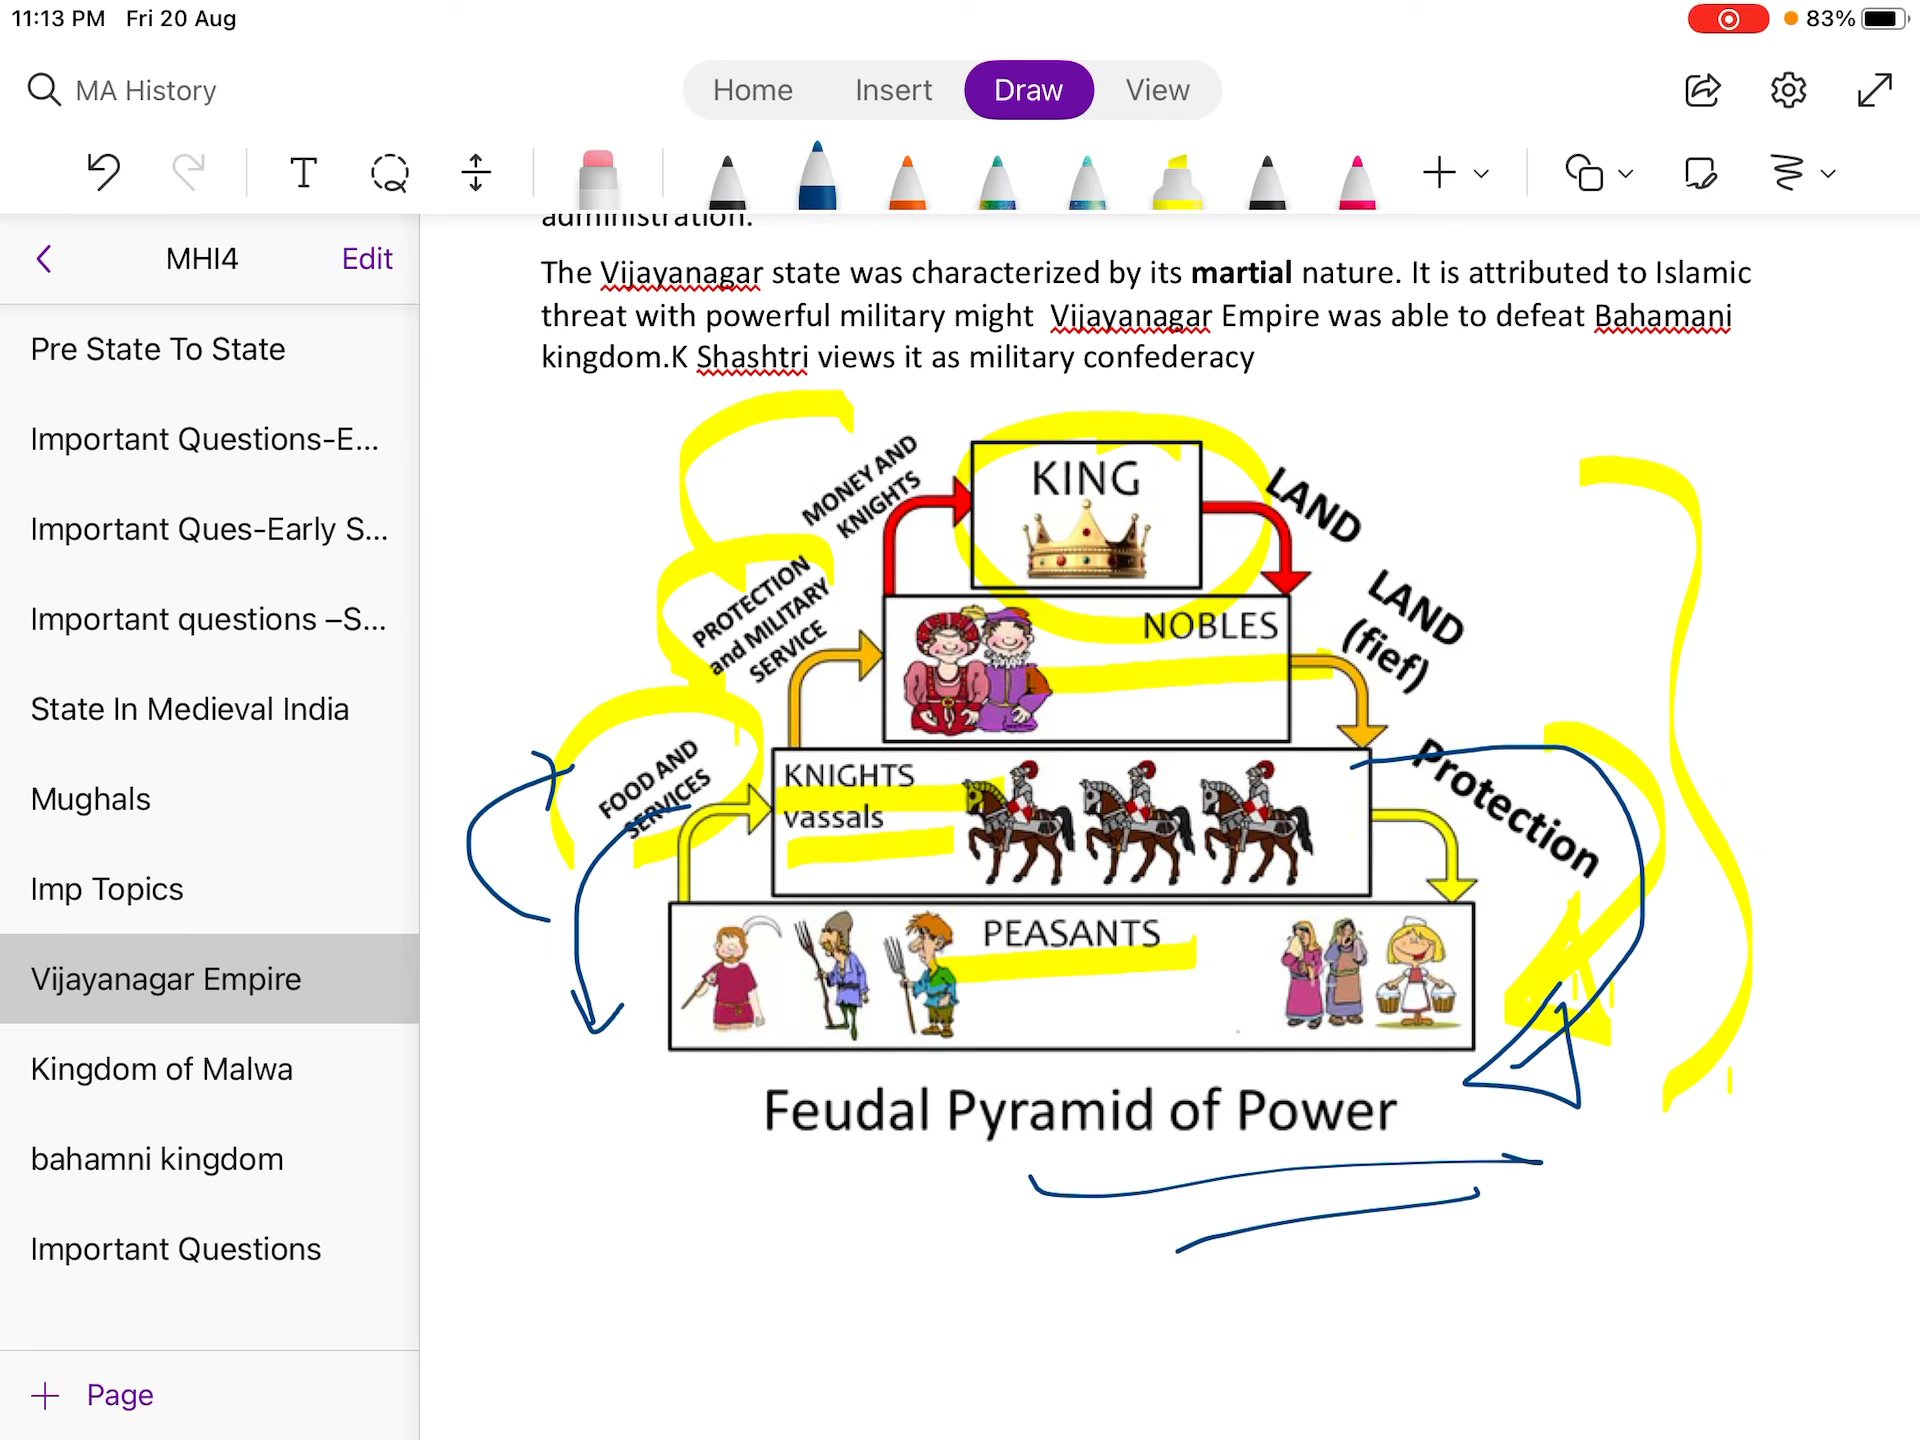 11:13 PM Fri 20 Aug
83%
MA History
Home Insert Draw View
T
MHI4 Edit
Pre State To State
Important Questions-E...
Important Ques-Early S...
Important questions –S...
State In Medieval India
Mughals
Imp Topics
Vijayanagar Empire
Kingdom of Malwa
bahamni kingdom
Important Questions
+ Page
administration.
The Vijayanagar state was characterized by its martial nature. It is attributed to Islamic
threat with powerful military might Vijayanagar Empire was able to defeat Bahamani
kingdom.K Shashtri views it as military confederacy
MONEY AND
KNIGHTS
KING
LAND
PROTECTION
and MILITARY
SERVICE
NOBLES
LAND
(fief)
FOOD AND
SERVICES
KNIGHTS
vassals
Protection
PEASANTS
Feudal Pyramid of Power